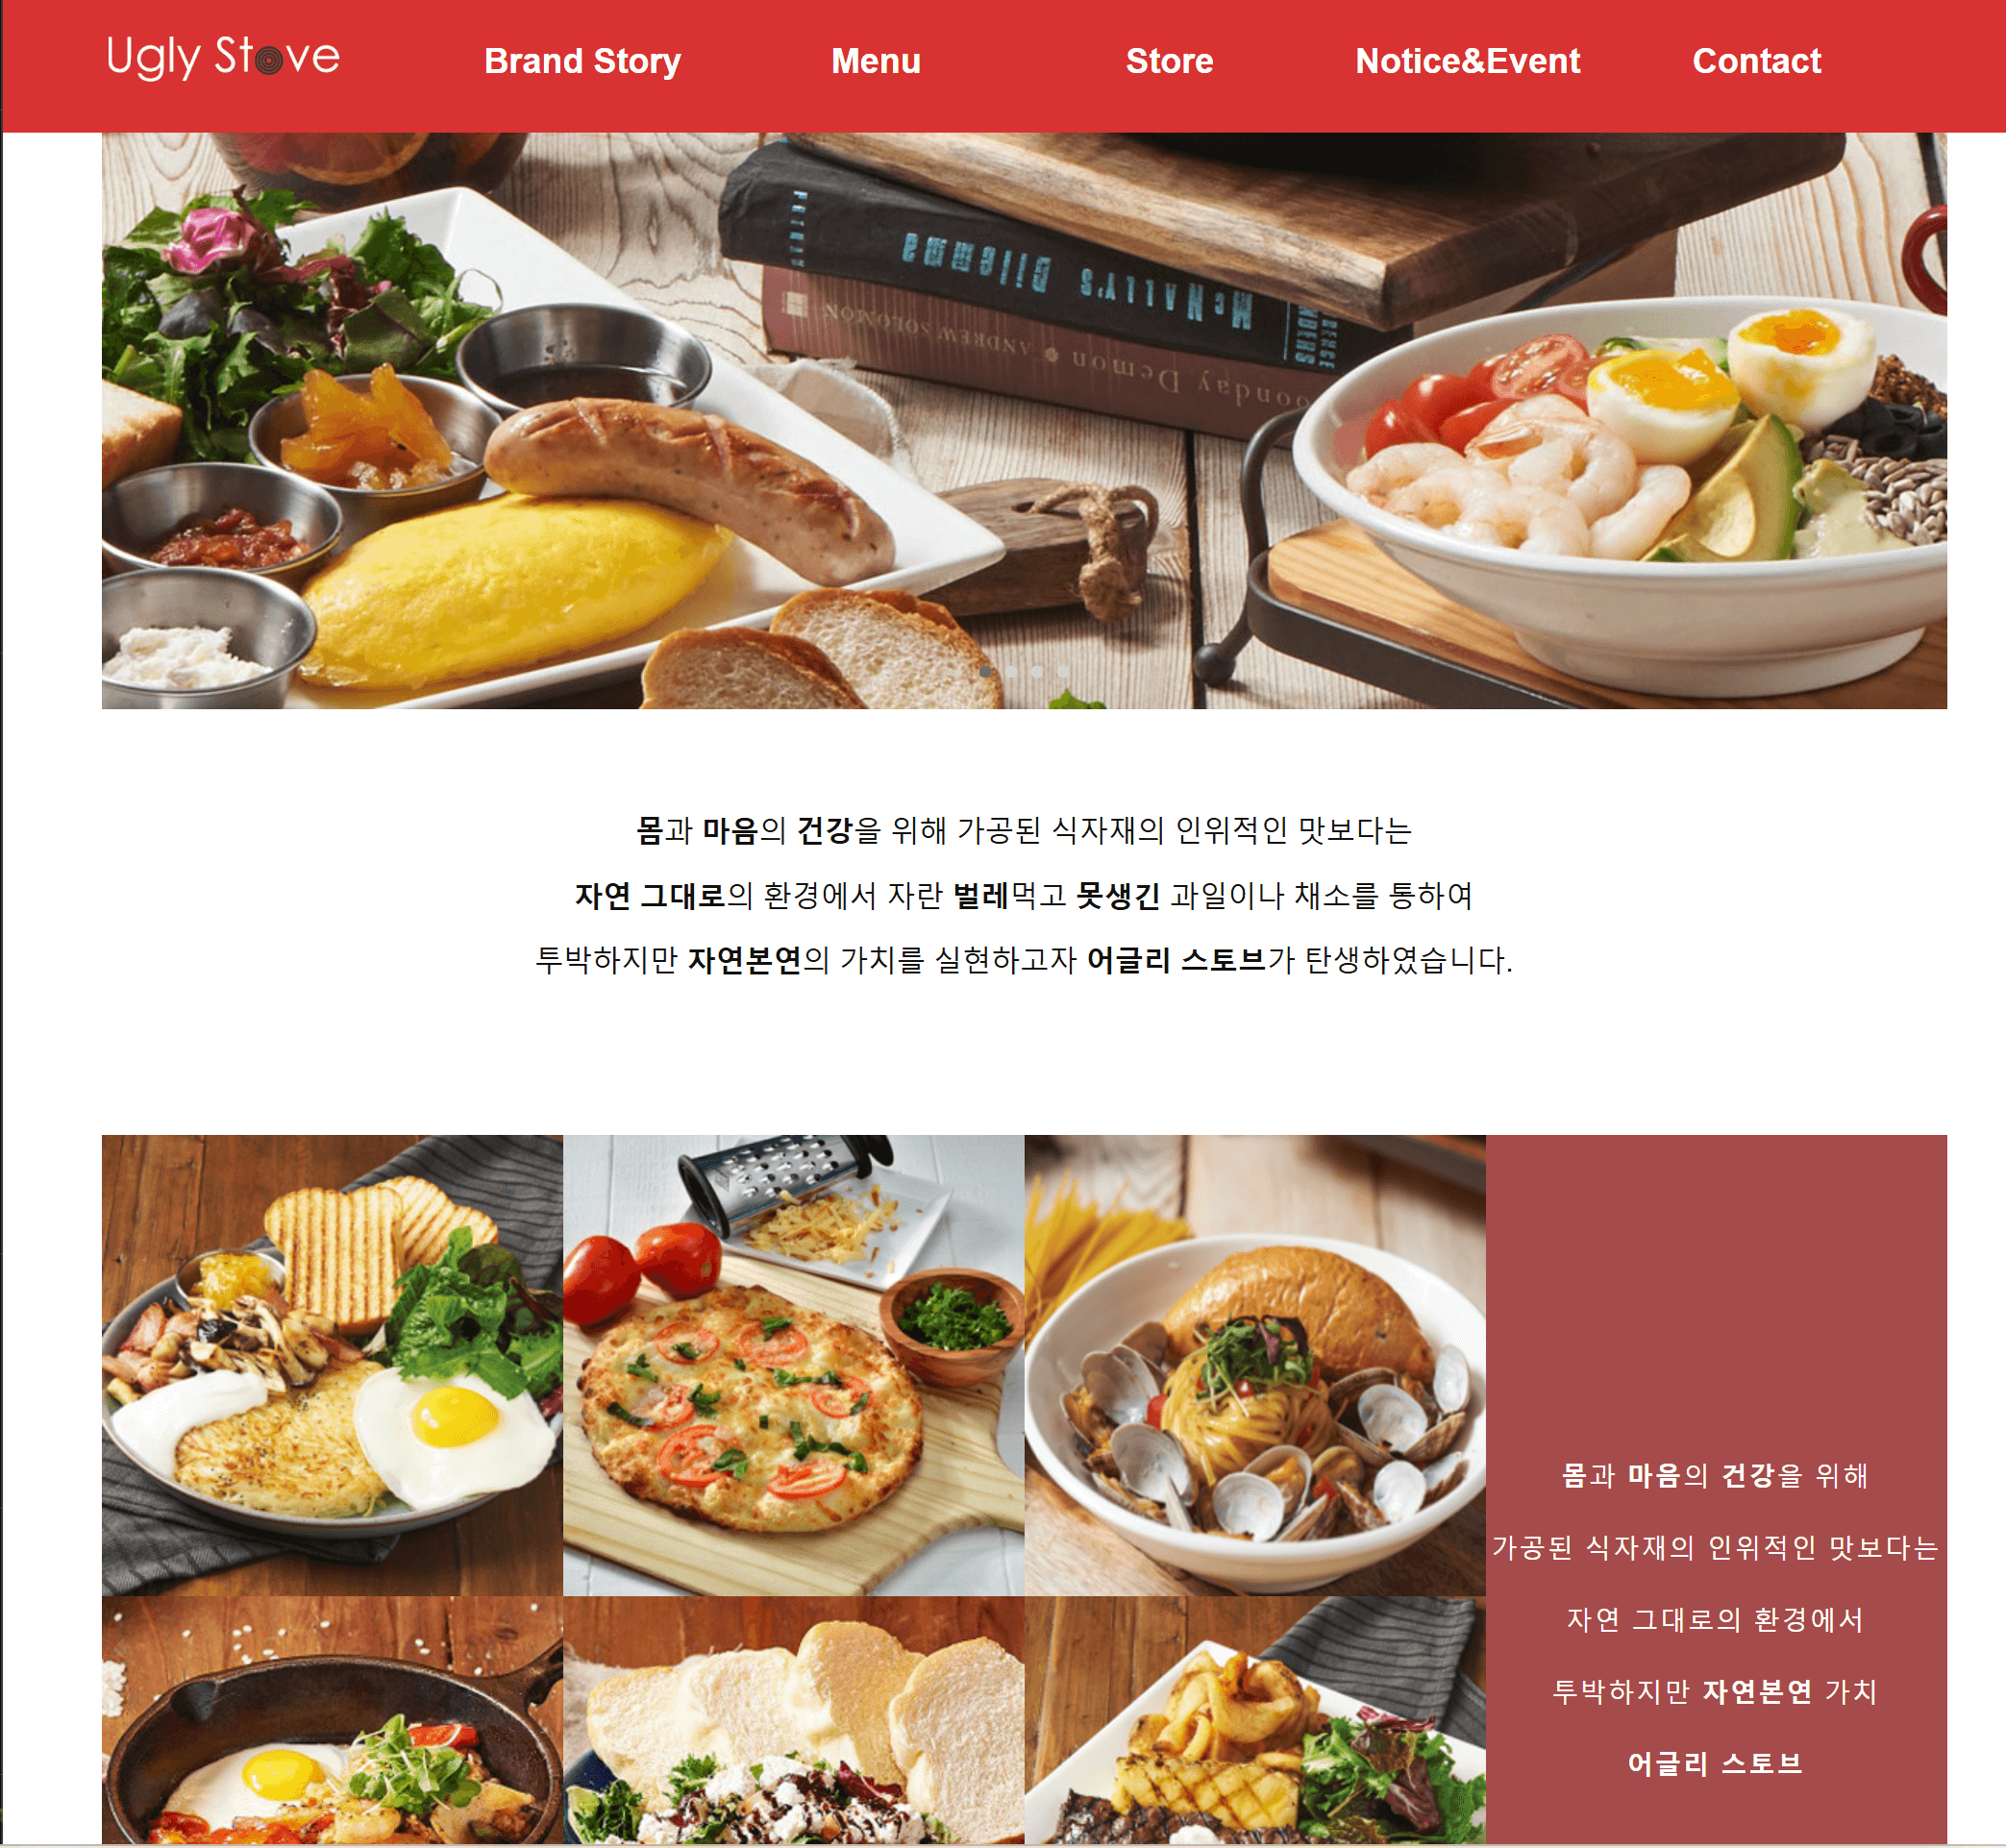 Ugly Stove
Brand Story
Menu
Store
Notice&Event
Contact
McNALLY'S Dilemma
oonday Demon ANDREW SOLOMON
몸과 마음의 건강을 위해 가공된 식자재의 인위적인 맛보다는
자연 그대로의 환경에서 자란 벌레먹고 못생긴 과일이나 채소를 통하여
투박하지만 자연본연의 가치를 실현하고자 어글리 스토브가 탄생하였습니다.
몸과 마음의 건강을 위해
가공된 식자재의 인위적인 맛보다는
자연 그대로의 환경에서
투박하지만 자연본연 가치
어글리 스토브